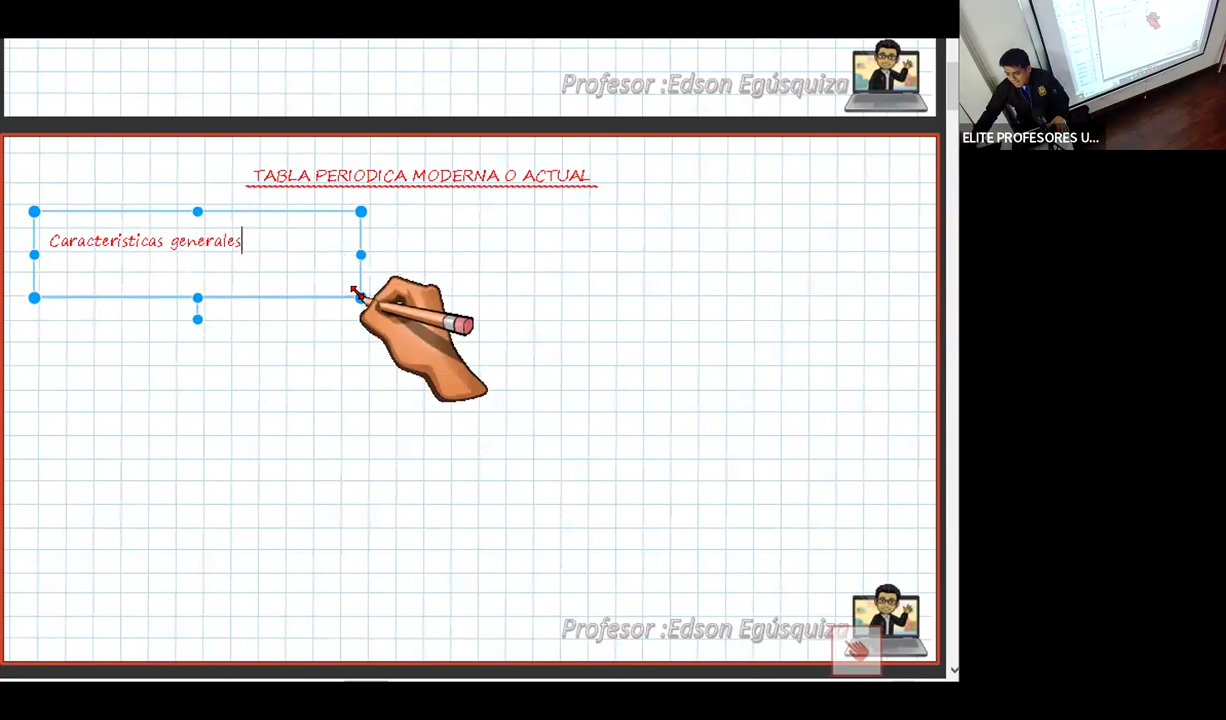 Profesor :Edson Egúsquiza
ELITE PROFESORES U...
TABLA PERIODICA MODERNA O ACTUAL
Caracteristicas generales
Profesor :Edson Egúsquiza